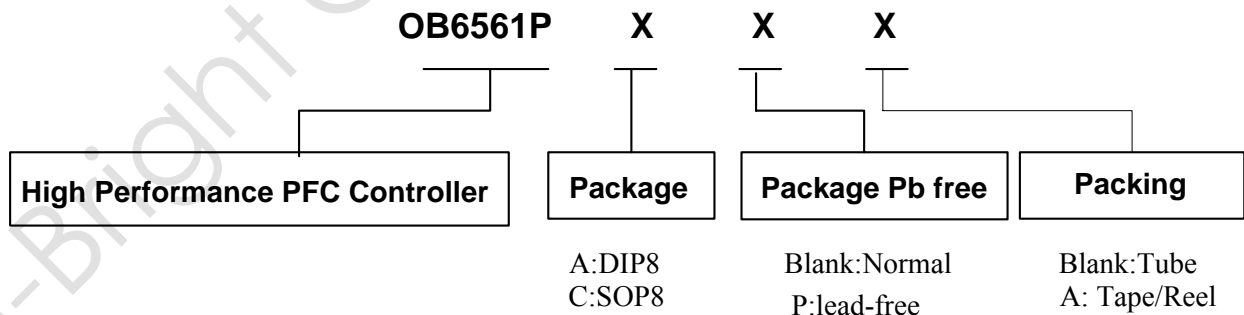 OB6561P X X X
High Performance PFC Controller
Package
Package Pb free
Packing
A:DIP8
C:SOP8
Blank:Normal
P:lead-free
Blank:Tube
A: Tape/Reel
-Bright